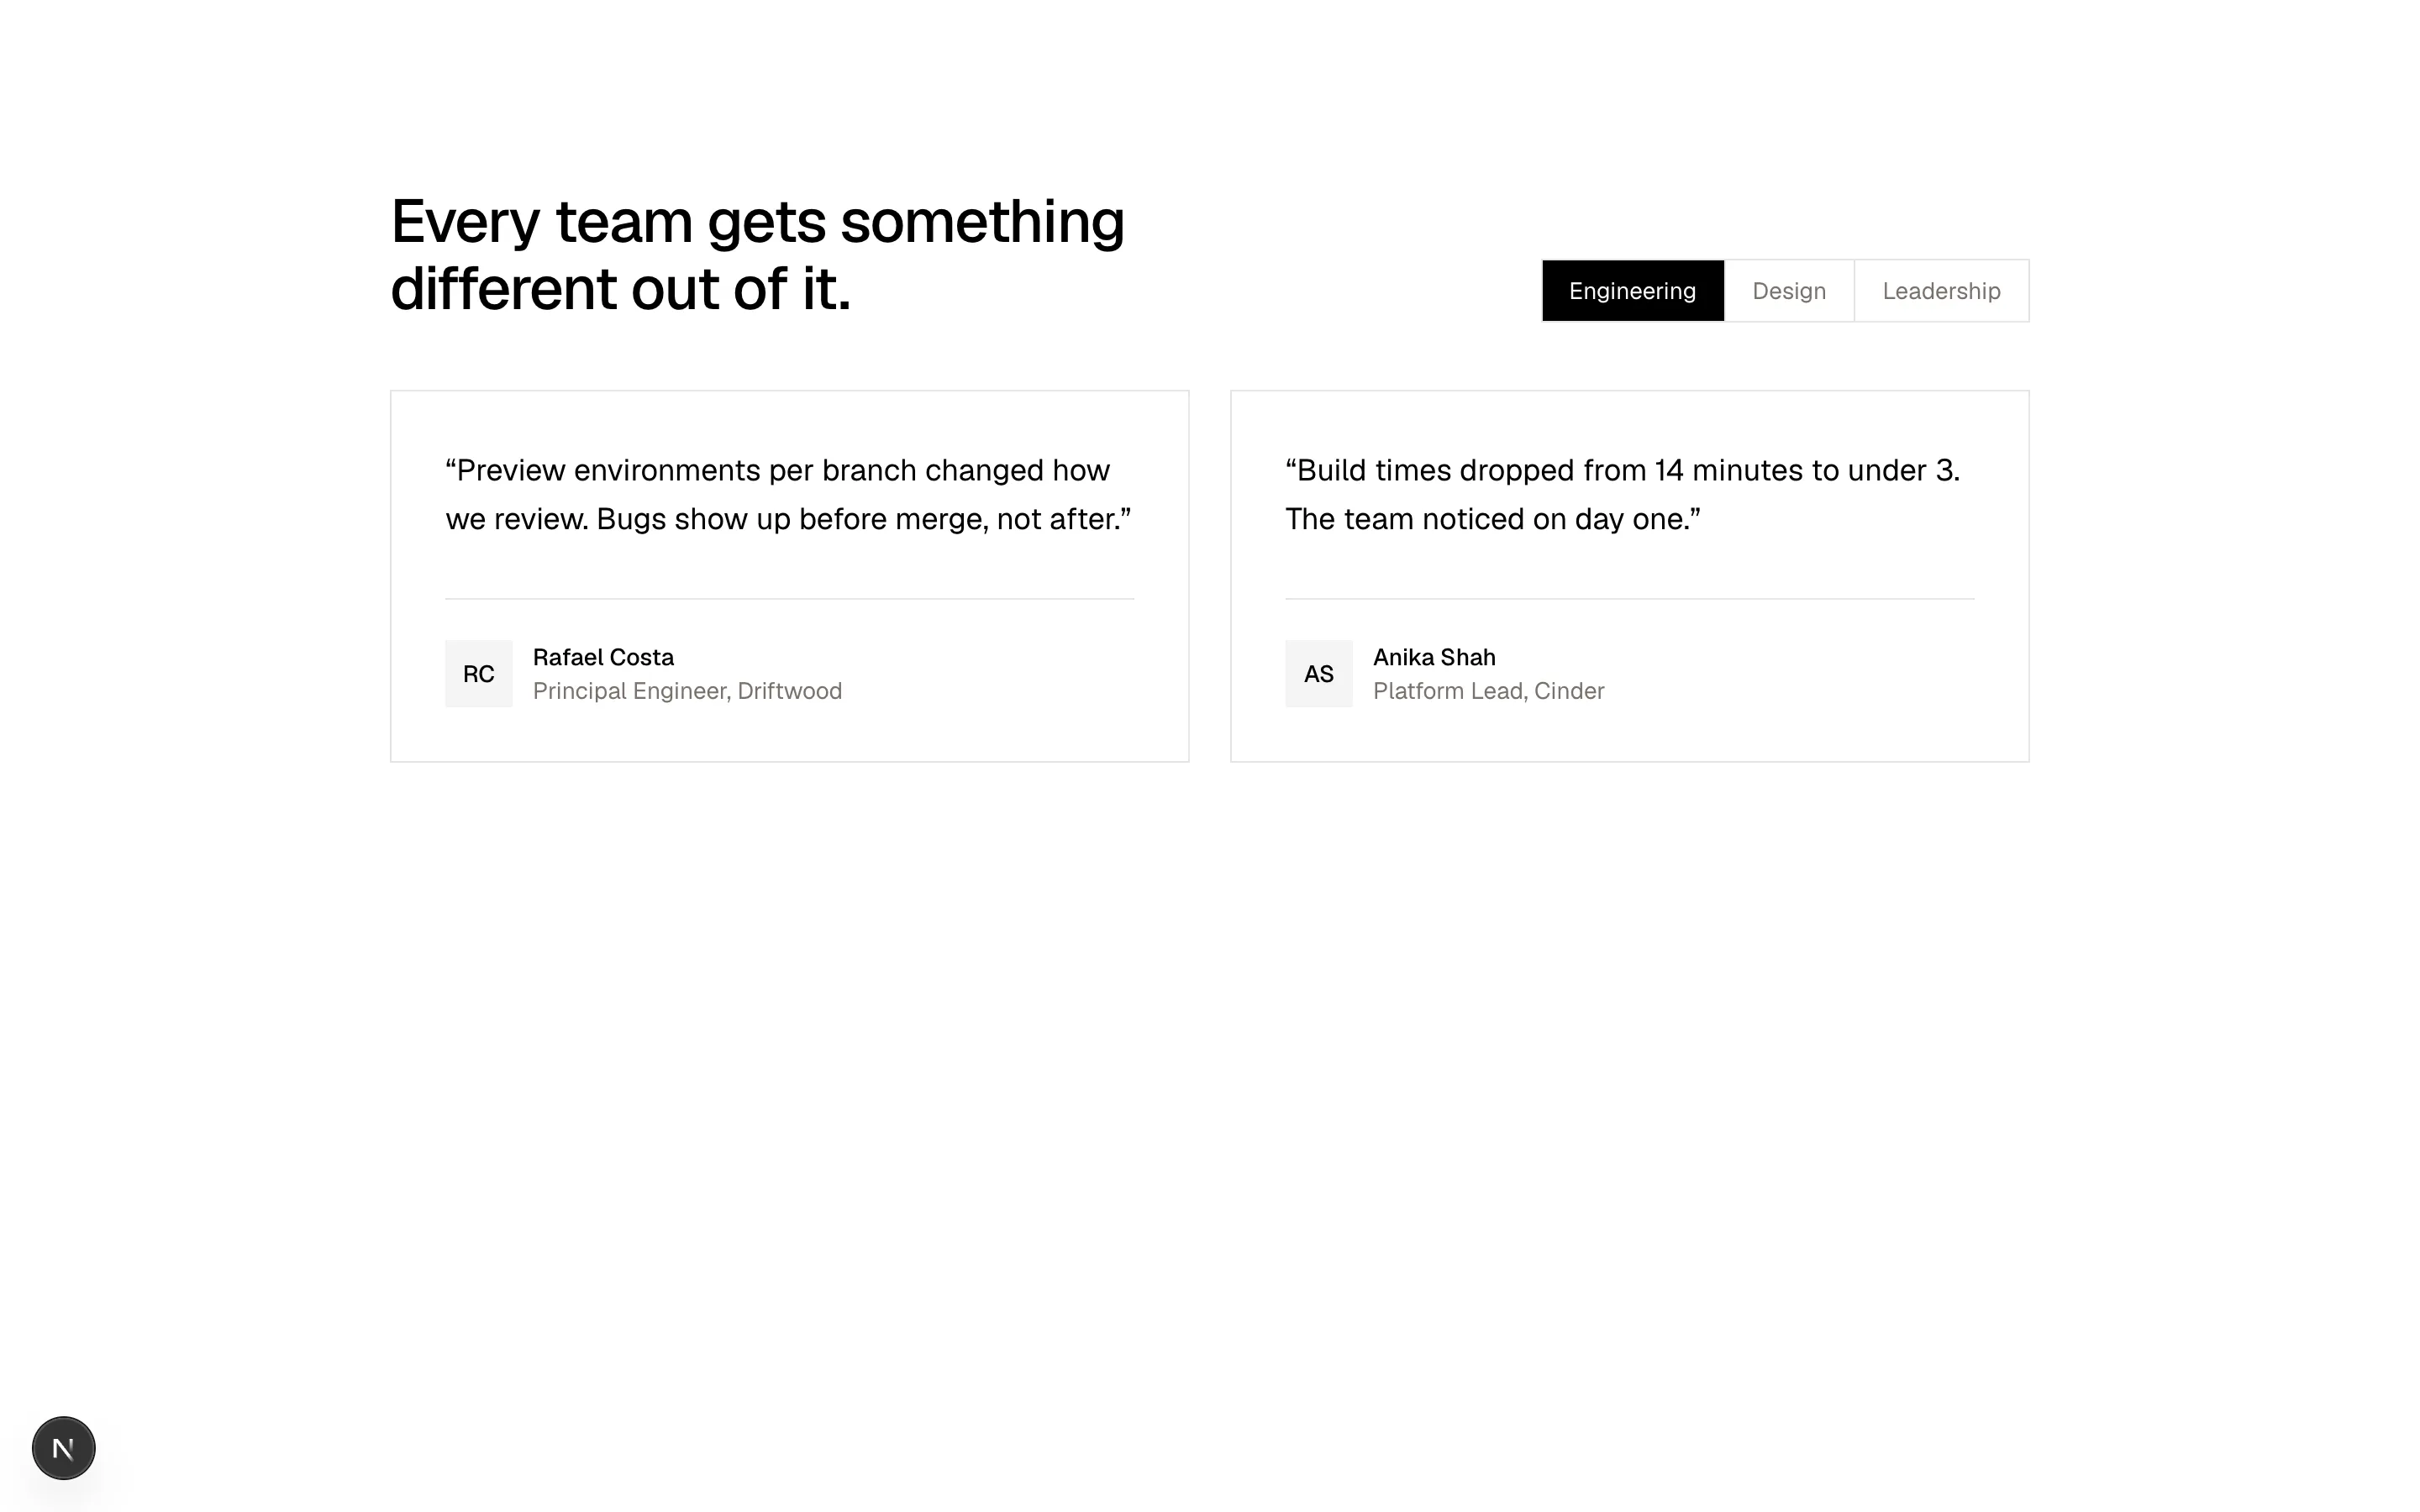 Every team gets something
different out of it.
Engineering
Design
Leadership
“Preview environments per branch changed how
we review. Bugs show up before merge, not after.”
RC
Rafael Costa
Principal Engineer, Driftwood
“Build times dropped from 14 minutes to under 3.
The team noticed on day one.”
AS
Anika Shah
Platform Lead, Cinder
N